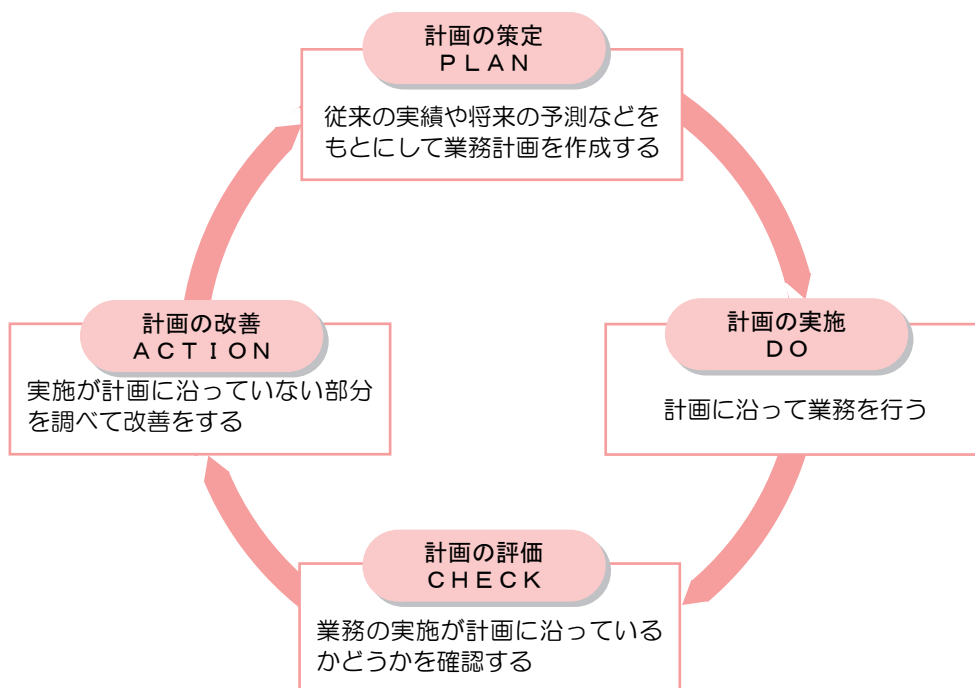 計画の策定
ＰＬＡＮ
従来の実績や将来の予測などを
もとにして業務計画を作成する
計画の実施
ＤＯ
計画に沿って業務を行う
計画の評価
ＣＨＥＣＫ
業務の実施が計画に沿っている
かどうかを確認する
計画の改善
ＡＣＴＩＯＮ
実施が計画に沿っていない部分
を調べて改善をする